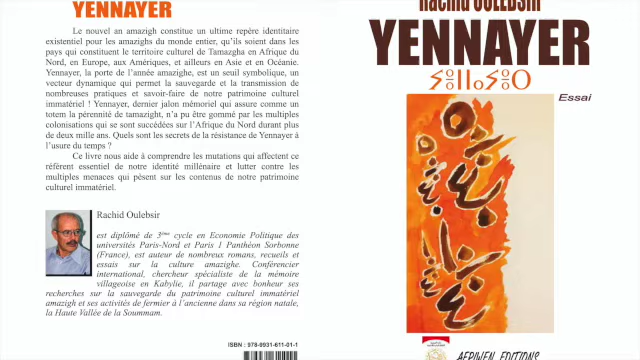 YENNAYER
Le nouvel an amazigh constitue un ultime repère identitaire
existentiel pour les amazighs du monde entier, qu'ils soient dans les
pays qui constituent le territoire culturel de Tamazgha en Afrique du
Nord, en Europe, aux Amériques, et ailleurs en Asie et en Océanie.
Yennayer, la porte de l'année amazighe, est un seuil symbolique, un
vecteur dynamique qui permet la sauvegarde et la transmission de
nombreuses pratiques et savoir-faire de notre patrimoine culturel
immatériel ! Yennayer, dernier jalon mémoriel qui assure comme un
totem la pérennité de tamazight, n'a pu être gommé par les multiples
colonisations qui se sont succédées sur l'Afrique du Nord durant plus
de deux mille ans. Quels sont les secrets de la résistance de Yennayer à
l'usure du temps ?
Ce livre nous aide à comprendre les mutations qui affectent ce
référent essentiel de notre identité millénaire et lutter contre les
multiples menaces qui pèsent sur les contenus de notre patrimoine
culturel immatériel.
Rachid Oulebsir
est diplômé de 3ème cycle en Economie Politique des
universités Paris-Nord et Paris 1 Panthéon Sorbonne
(France), est auteur de nombreux romans, recueils et
essais sur la culture amazighe. Conférencier
international, chercheur spécialiste de la mémoire
villageoise en Kabylie, il partage avec bonheur ses
recherches sur la sauvegarde du patrimoine culturel immatériel
amazigh et ses activités de fermier à l'ancienne dans sa région natale,
la Haute Vallée de la Soummam.
ISBN : 978-9931-611-01-1
Rachid Oulebsir
YENNAYER
Essai
EDITIONS